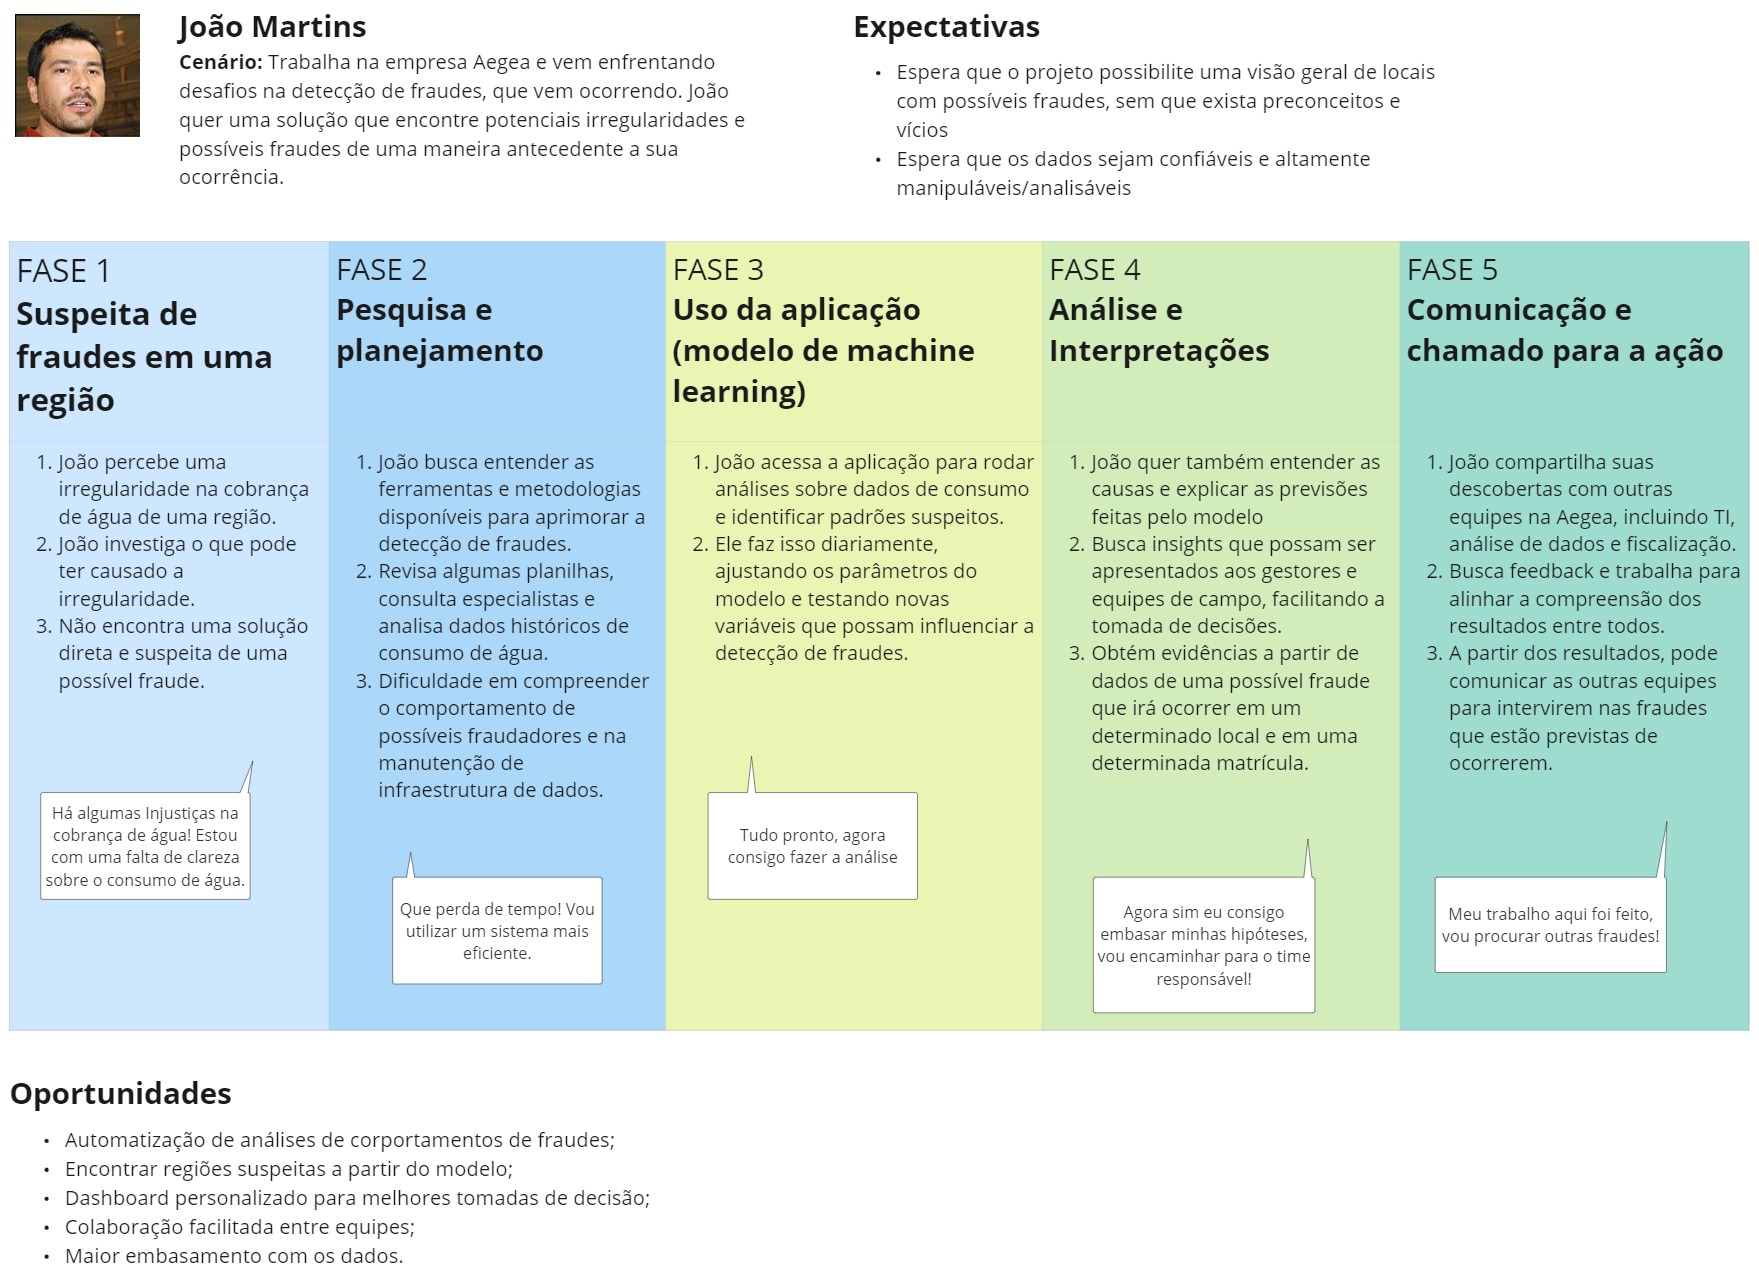 João Martins
Cenário: Trabalha na empresa Aegea e vem enfrentando
desafios na detecção de fraudes, que vem ocorrendo. João
quer uma solução que encontre potenciais irregularidades e
possíveis fraudes de uma maneira antecedente a sua
ocorrência.
Expectativas
• Espera que o projeto possibilite uma visão geral de locais
com possíveis fraudes, sem que exista preconceitos e
vícios
• Espera que os dados sejam confiáveis e altamente
manipuláveis/analisáveis
FASE 1
Suspeita de
fraudes em uma
região
1. João percebe uma
irregularidade na cobrança
de água de uma região.
2. João investiga o que pode
ter causado a
irregularidade.
3. Não encontra uma solução
direta e suspeita de uma
possível fraude.
Há algumas Injustiças na
cobrança de água! Estou
com uma falta de clareza
sobre o consumo de água.
FASE 2
Pesquisa e
planejamento
1. João busca entender as
ferramentas e metodologias
disponíveis para aprimorar a
detecção de fraudes.
2. Revisa algumas planilhas,
consulta especialistas e
analisa dados históricos de
consumo de água.
3. Dificuldade em compreender
o comportamento de
possíveis fraudadores e na
manutenção de
infraestrutura de dados.
Que perda de tempo! Vou
utilizar um sistema mais
eficiente.
FASE 3
Uso da aplicação
(modelo de machine
learning)
1. João acessa a aplicação para rodar
análises sobre dados de consumo
e identificar padrões suspeitos.
2. Ele faz isso diariamente,
ajustando os parâmetros do
modelo e testando novas
variáveis que possam influenciar a
detecção de fraudes.
Tudo pronto, agora
consigo fazer a análise
FASE 4
Análise e
Interpretações
1. João quer também entender as
causas e explicar as previsões
feitas pelo modelo
2. Busca insights que possam ser
apresentados aos gestores e
equipes de campo, facilitando a
tomada de decisões.
3. Obtém evidências a partir de
dados de uma possível fraude
que irá ocorrer em um
determinado local e em uma
determinada matrícula.
Agora sim eu consigo
embasar minhas hipóteses,
vou encaminhar para o time
responsável!
FASE 5
Comunicação e
chamado para a ação
1. João compartilha suas
descobertas com outras
equipes na Aegea, incluindo TI,
análise de dados e fiscalização.
2. Busca feedback e trabalha para
alinhar a compreensão dos
resultados entre todos.
3. A partir dos resultados, pode
comunicar as outras equipes
para intervirem nas fraudes
que estão previstas de
ocorrerem.
Meu trabalho aqui foi feito,
vou procurar outras fraudes!
Oportunidades
• Automatização de análises de corportamentos de fraudes;
• Encontrar regiões suspeitas a partir do modelo;
• Dashboard personalizado para melhores tomadas de decisão;
• Colaboração facilitada entre equipes;
• Maior embasamento com os dados.